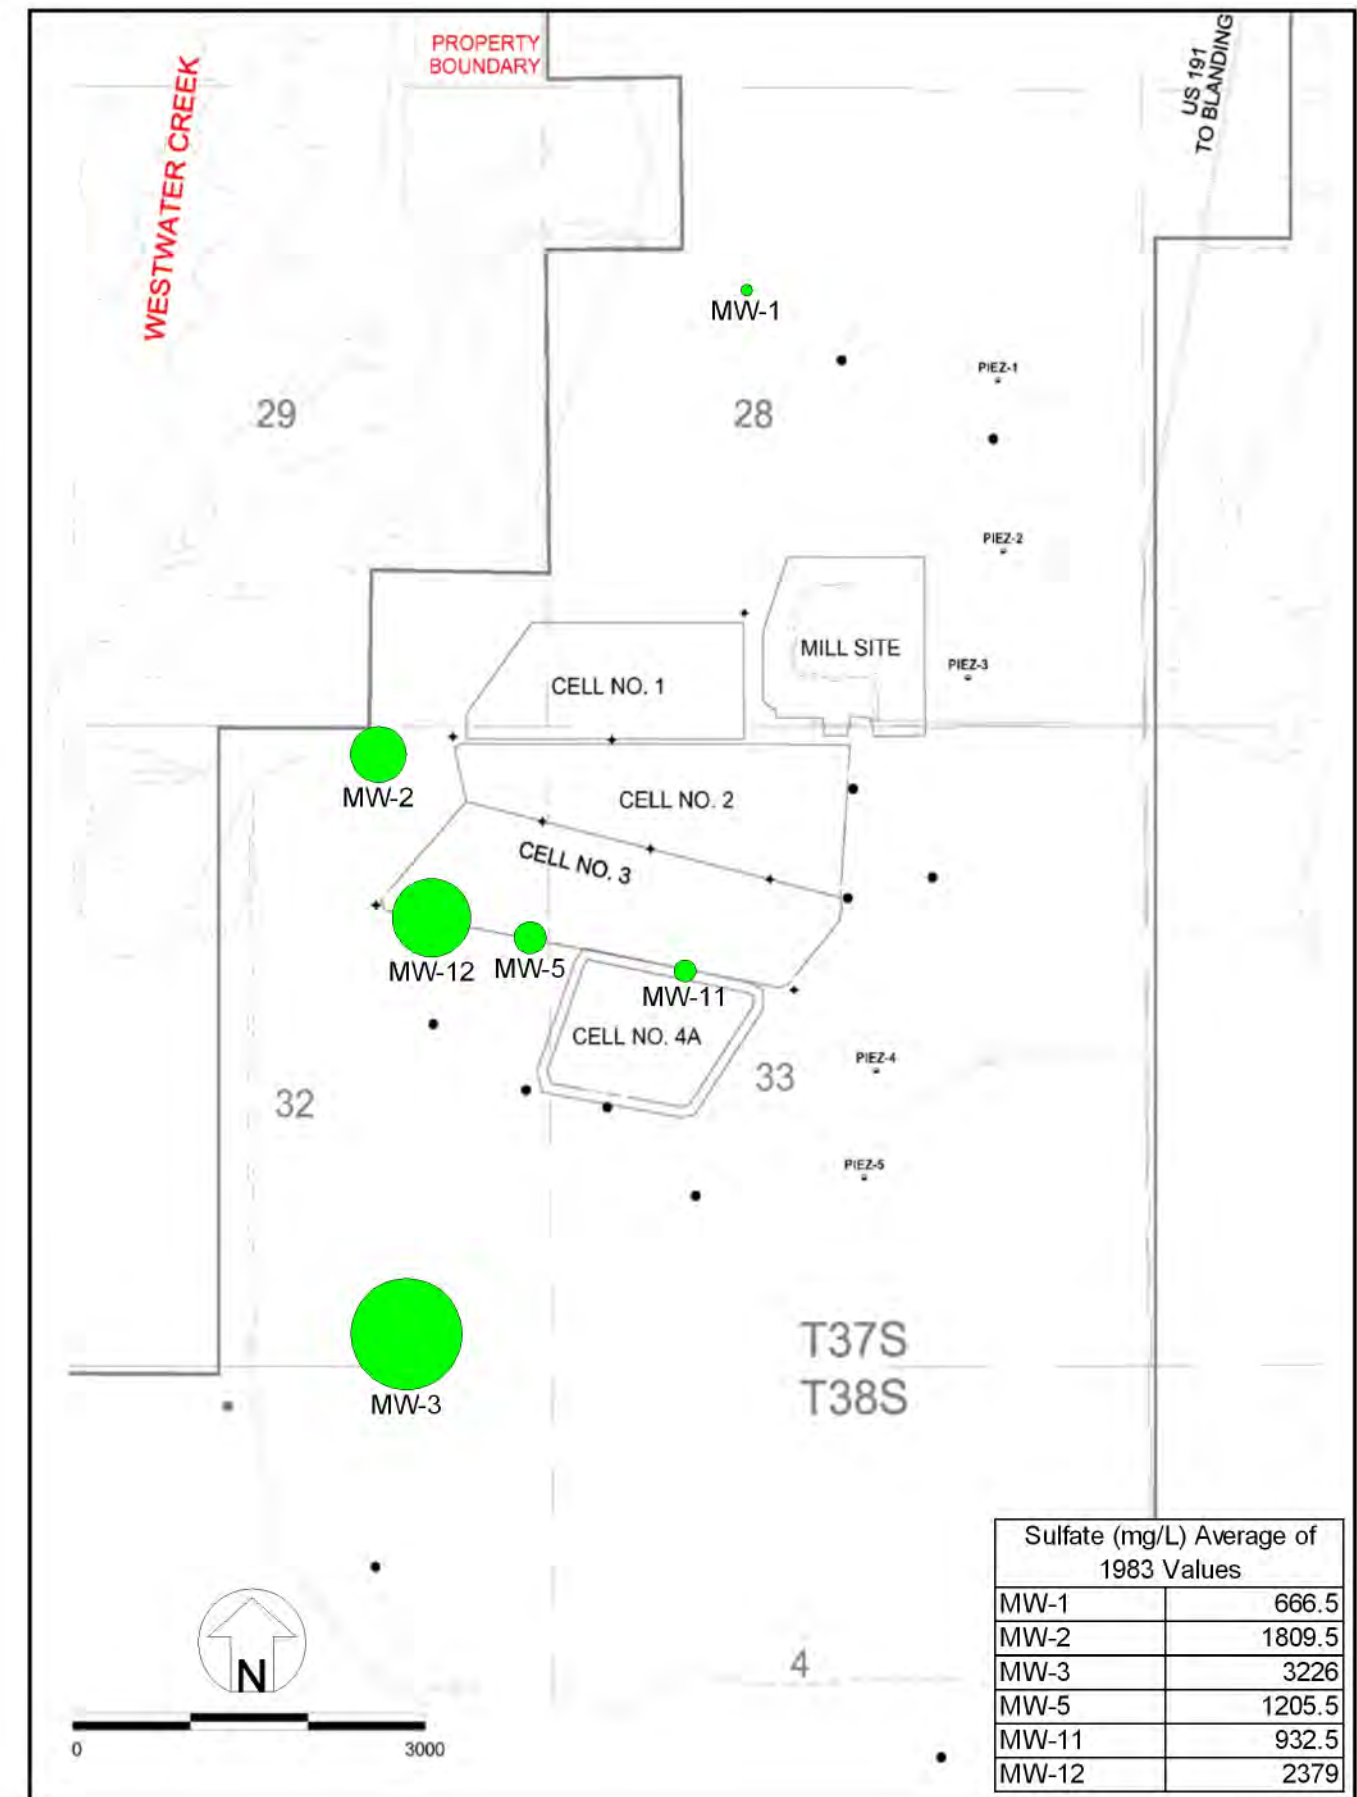 PROPERTY
BOUNDARY
WESTWATER CREEK
US 191
TO BLANDING
MW-1
PIEZ-1
29
28
PIEZ-2
MILL SITE
PIEZ-3
CELL NO. 1
MW-2
CELL NO. 2
CELL NO. 3
MW-12
MW-5
MW-11
CELL NO. 4A
PIEZ-4
33
32
PIEZ-5
T37S
T38S
MW-3
Sulfate (mg/L) Average of
1983 Values
MW-1 666.5
MW-2 1809.5
MW-3 3226
MW-5 1205.5
MW-11 932.5
MW-12 2379
4
N
0 3000